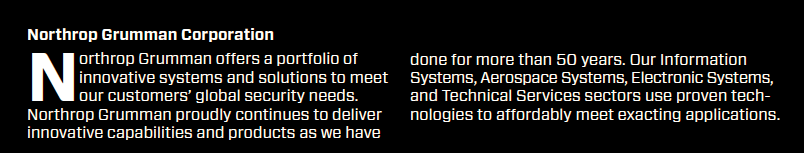 Northrop Grumman Corporation
Northrop Grumman offers a portfolio of
innovative systems and solutions to meet
our customers’ global security needs.
Northrop Grumman proudly continues to deliver
innovative capabilities and products as we have
done for more than 50 years. Our Information
Systems, Aerospace Systems, Electronic Systems,
and Technical Services sectors use proven tech-
nologies to affordably meet exacting applications.